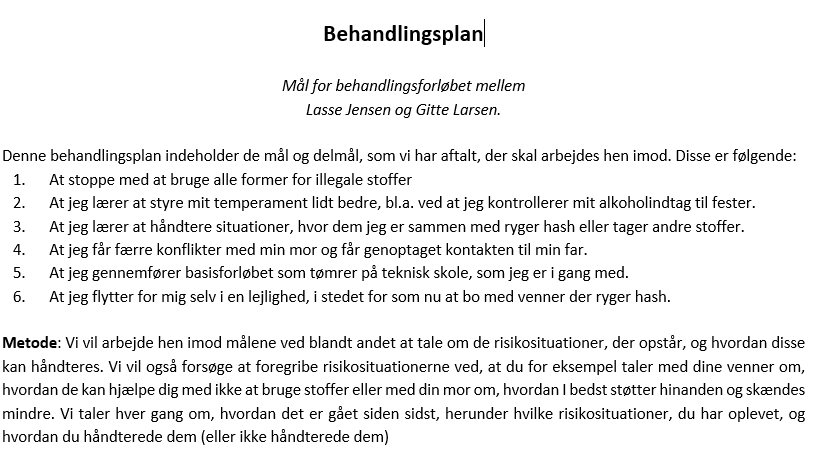 Behandlingsplan
Mål for behandlingsforløbet mellem
Lasse Jensen og Gitte Larsen.
Denne behandlingsplan indeholder de mål og delmål, som vi har aftalt, der skal arbejdes hen imod. Disse er følgende:
1. At stoppe med at bruge alle former for illegale stoffer
2. At jeg lærer at styre mit temperament lidt bedre, bl.a. ved at jeg kontrollerer mit alkoholindtag til fester.
3. At jeg lærer at håndtere situationer, hvor dem jeg er sammen med ryger hash eller tager andre stoffer.
4. At jeg får færre konflikter med min mor og får genoptaget kontakten til min far.
5. At jeg gennemfører basisforløbet som tømrer på teknisk skole, som jeg er i gang med.
6. At jeg flytter for mig selv i en lejlighed, i stedet for som nu at bo med venner der ryger hash.
Metode: Vi vil arbejde hen imod målene ved blandt andet at tale om de risikosituationer, der opstår, og hvordan disse
kan håndteres. Vi vil også forsøge at foregribe risikosituationerne ved, at du for eksempel taler med dine venner om,
hvordan de kan hjælpe dig med ikke at bruge stoffer eller med din mor om, hvordan I bedst støtter hinanden og skændes
mindre. Vi taler hver gang om, hvordan det er gået siden sidst, herunder hvilke risikosituationer, du har oplevet, og
hvordan du håndterede dem (eller ikke håndterede dem)